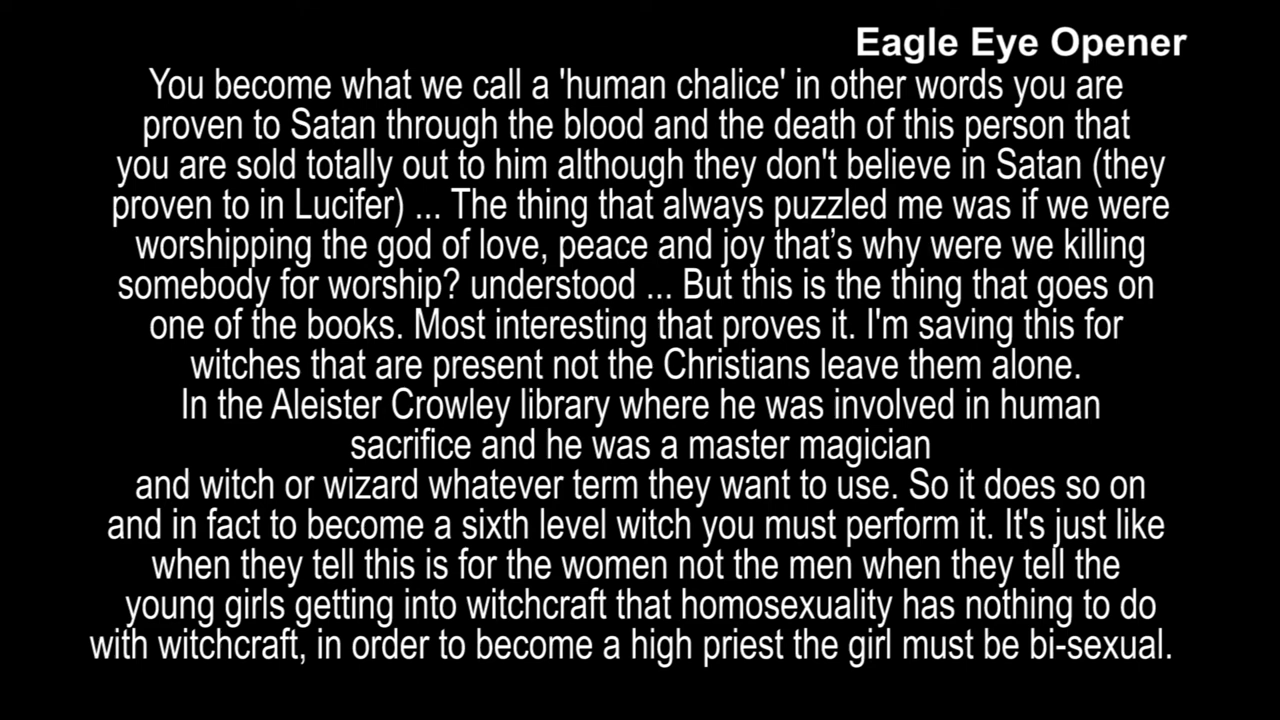 Eagle Eye Opener
You become what we call a 'human chalice' in other words you are
proven to Satan through the blood and the death of this person that
you are sold totally out to him although they don't believe in Satan (they
proven to in Lucifer) ... The thing that always puzzled me was if we were
worshipping the god of love, peace and joy that’s why were we killing
somebody for worship? understood ... But this is the thing that goes on
one of the books. Most interesting that proves it. I'm saving this for
witches that are present not the Christians leave them alone.
In the Aleister Crowley library where he was involved in human
sacrifice and he was a master magician
and witch or wizard whatever term they want to use. So it does so on
and in fact to become a sixth level witch you must perform it. It's just like
when they tell this is for the women not the men when they tell the
young girls getting into witchcraft that homosexuality has nothing to do
with witchcraft, in order to become a high priest the girl must be bi-sexual.